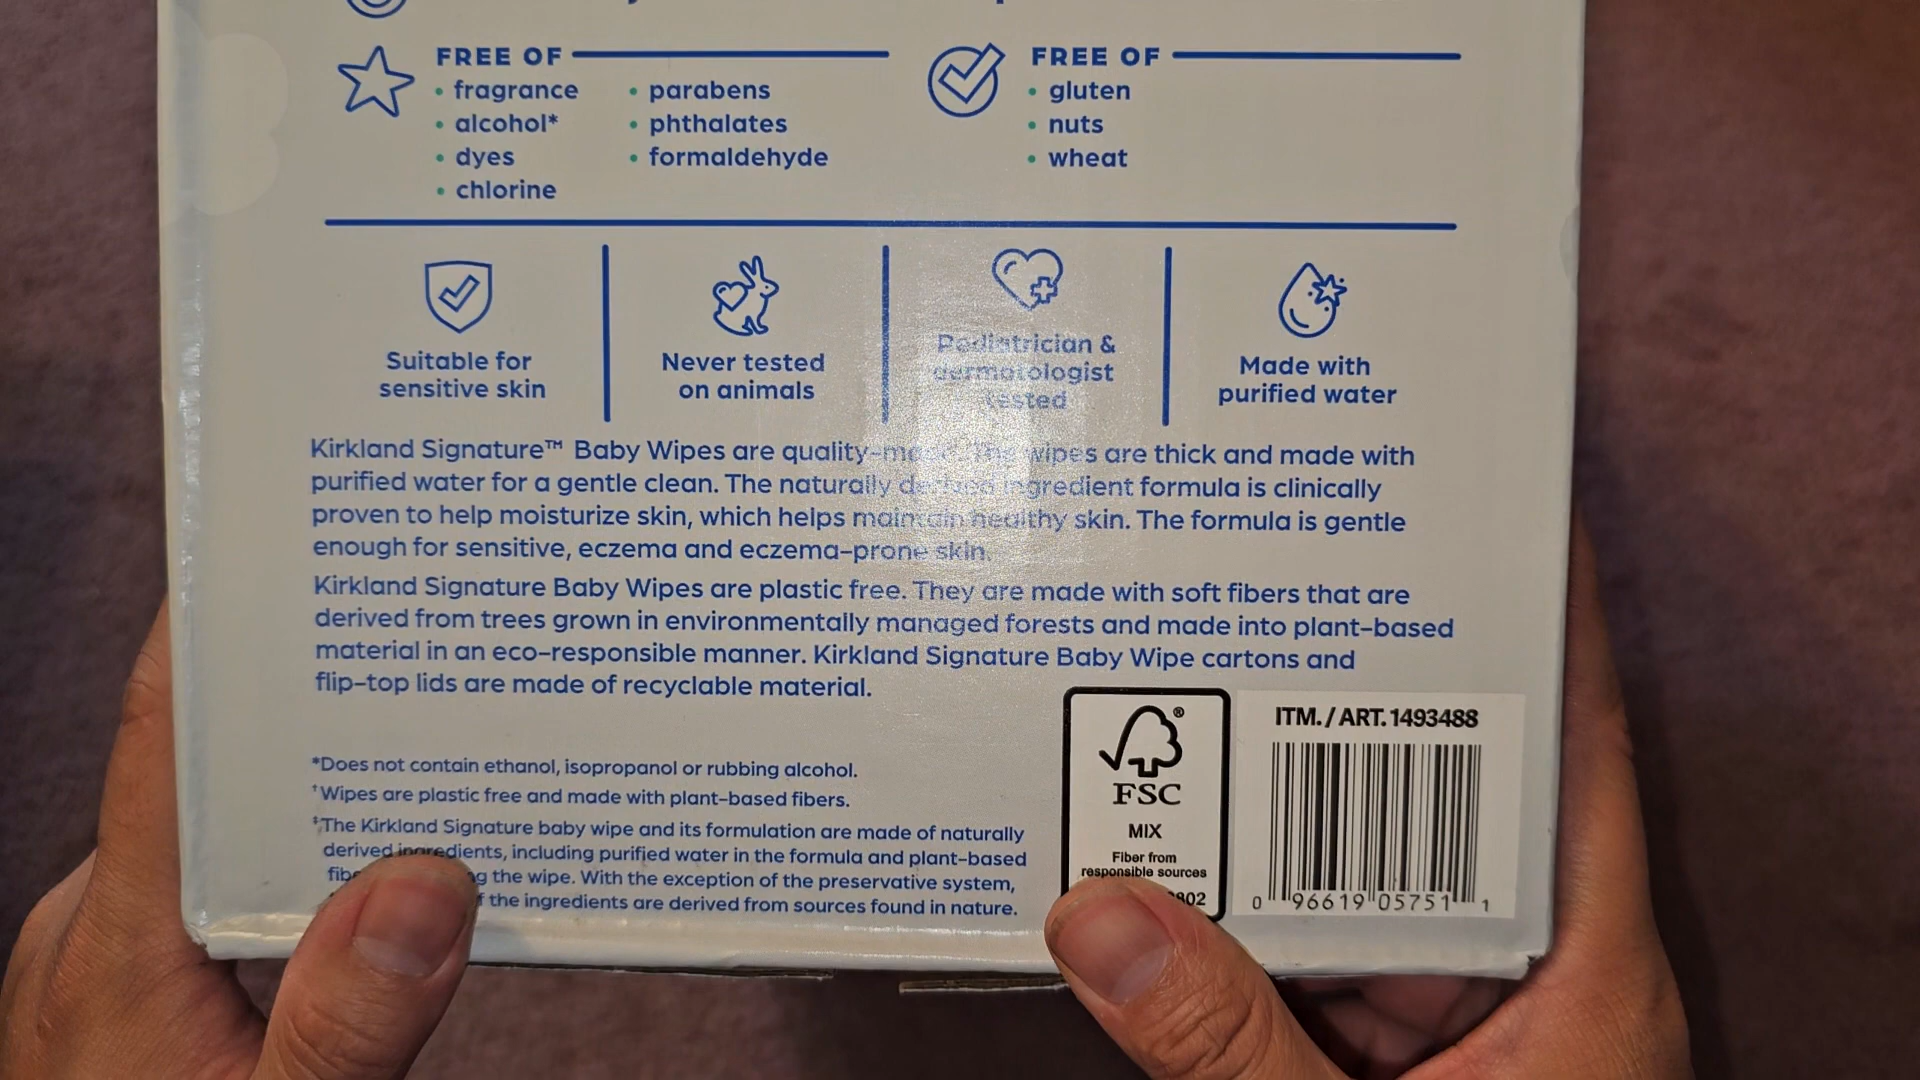 FREE OF
• fragrance
• alcohol*
• dyes
• chlorine
• parabens
• phthalates
• formaldehyde
FREE OF
• gluten
• nuts
• wheat
Suitable for
sensitive skin
Never tested
on animals
Pediatrician &
dermatologist
tested
Made with
purified water
Kirkland Signature™ Baby Wipes are quality-made. The wipes are thick and made with
purified water for a gentle clean. The naturally derived ingredient formula is clinically
proven to help moisturize skin, which helps maintain healthy skin. The formula is gentle
enough for sensitive, eczema and eczema-prone skin.
Kirkland Signature Baby Wipes are plastic free. They are made with soft fibers that are
derived from trees grown in environmentally managed forests and made into plant-based
material in an eco-responsible manner. Kirkland Signature Baby Wipe cartons and
flip-top lids are made of recyclable material.
*Does not contain ethanol, isopropanol or rubbing alcohol.
†Wipes are plastic free and made with plant-based fibers.
‡The Kirkland Signature baby wipe and its formulation are made of naturally
derived ingredients, including purified water in the formula and plant-based
the wipe. With the exception of the preservative system,
the ingredients are derived from sources found in nature.
®
FSC
MIX
Fiber from
responsible sources
ITM./ART. 1493488
0 96619 05751 1